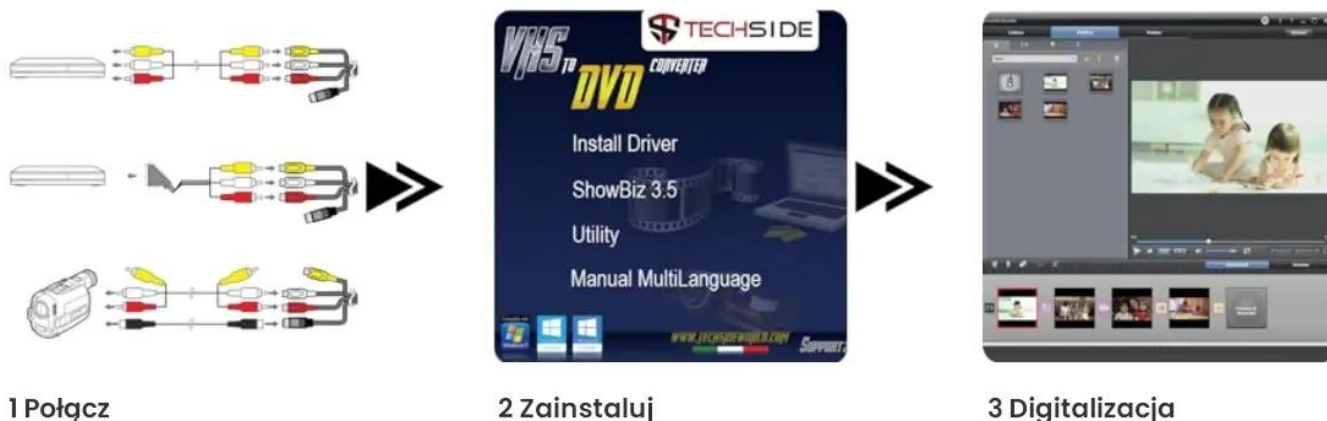 TECHSIDE
VHS TO DVD CONVERTER
Install Driver
ShowBiz 3.5
Utility
Manual MultiLanguage
WWW.TECHSIDEWORLD.COM
1 Połącz
2 Zainstaluj
3 Digitalizacja